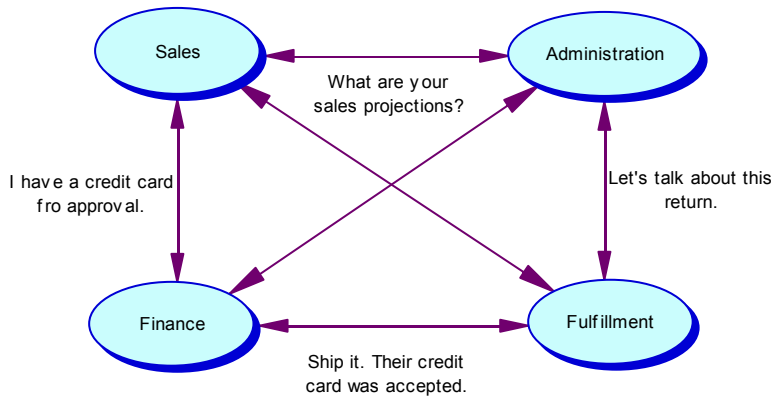 Sales
Administration
What are your
sales projections?
I have a credit card
fro approval.
Let's talk about this
return.
Finance
Fulfillment
Ship it. Their credit
card was accepted.